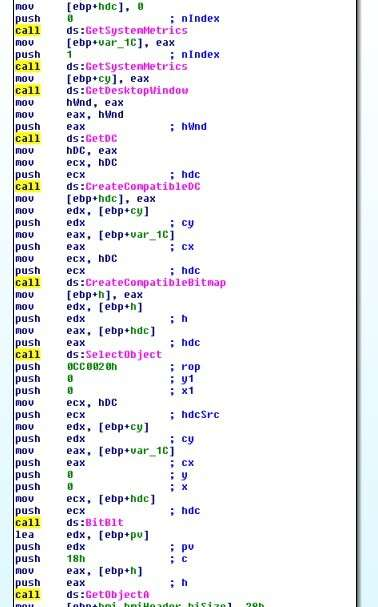 mov [ebp+hdc], 0
push 0 ; nIndex
call ds:GetSystemMetrics
mov [ebp+var_1C], eax
push 1 ; nIndex
call ds:GetSystemMetrics
mov [ebp+cy], eax
call ds:GetDesktopWindow
mov hWnd, eax
mov eax, hWnd
push eax ; hWnd
call ds:GetDC
mov hDC, eax
mov ecx, hDC
push ecx ; hdc
call ds:CreateCompatibleDC
mov [ebp+hdc], eax
mov edx, [ebp+cy]
push edx ; cy
mov eax, [ebp+var_1C]
push eax ; cx
mov ecx, hDC
push ecx ; hdc
call ds:CreateCompatibleBitmap
mov [ebp+h], eax
mov edx, [ebp+h]
push edx ; h
mov eax, [ebp+hdc]
push eax ; hdc
call ds:SelectObject
push 0CC0020h ; rop
push 0 ; y1
push 0 ; x1
mov ecx, hDC
push ecx ; hdcSrc
mov edx, [ebp+cy]
push edx ; cy
mov eax, [ebp+var_1C]
push eax ; cx
push 0 ; y
push 0 ; x
mov ecx, [ebp+hdc]
push ecx ; hdc
call ds:BitBlt
lea edx, [ebp+pv]
push edx ; pv
push 18h ; c
mov eax, [ebp+h]
push eax ; h
call ds:GetObjectA
mov [ebp+bmi.bmiHeader.biSize], 28h